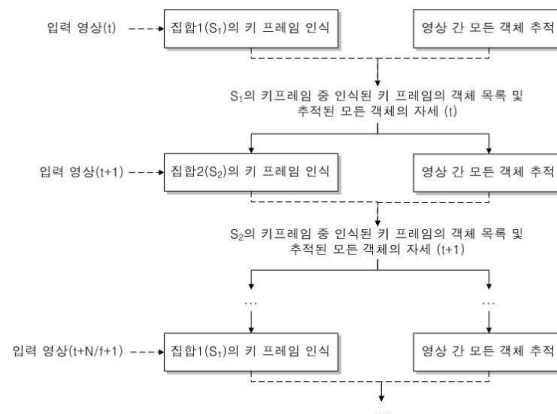 입력 영상(t)
집합1(S₁)의 키 프레임 인식
영상 간 모든 객체 추적
S₁의 키프레임 중 인식된 키 프레임의 객체 목록 및
추적된 모든 객체의 자세 (t)
입력 영상(t+1)
집합2(S₂)의 키 프레임 인식
영상 간 모든 객체 추적
S₂의 키프레임 중 인식된 키 프레임의 객체 목록 및
추적된 모든 객체의 자세 (t+1)
...
...
입력 영상(t+N/f+1)
집합1(S₁)의 키 프레임 인식
영상 간 모든 객체 추적
...